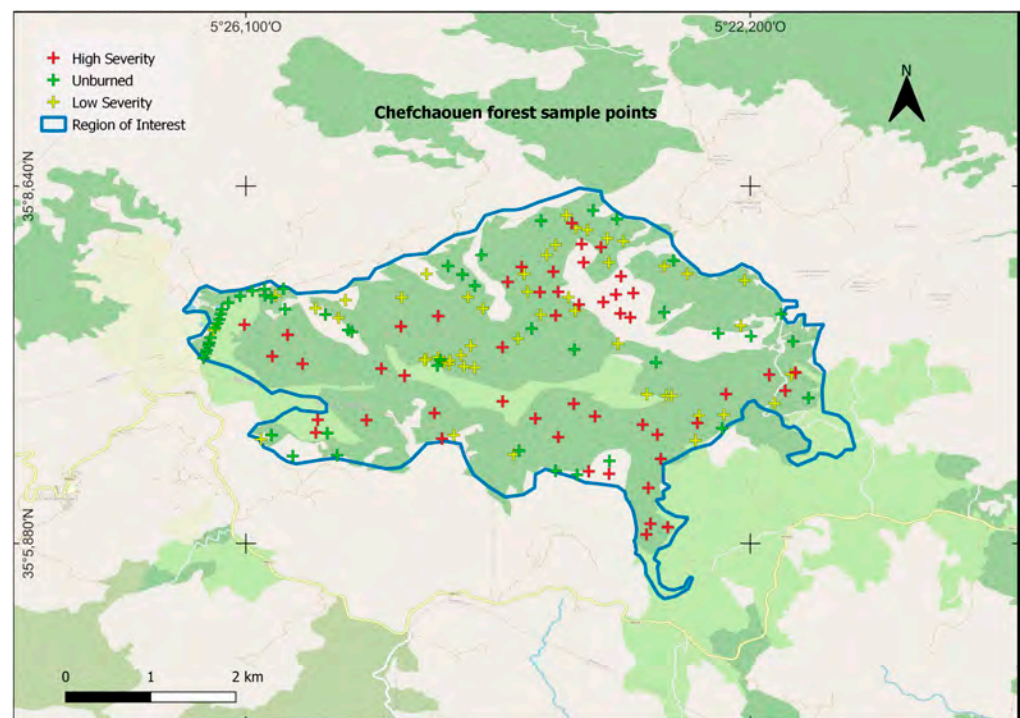 5°26,100'O
5°22,200'O
High Severity
Unburned
Low Severity
Region of Interest
N
Chefchaouen forest sample points
35°8,640'N
35°5,880'N
0 1 2 km